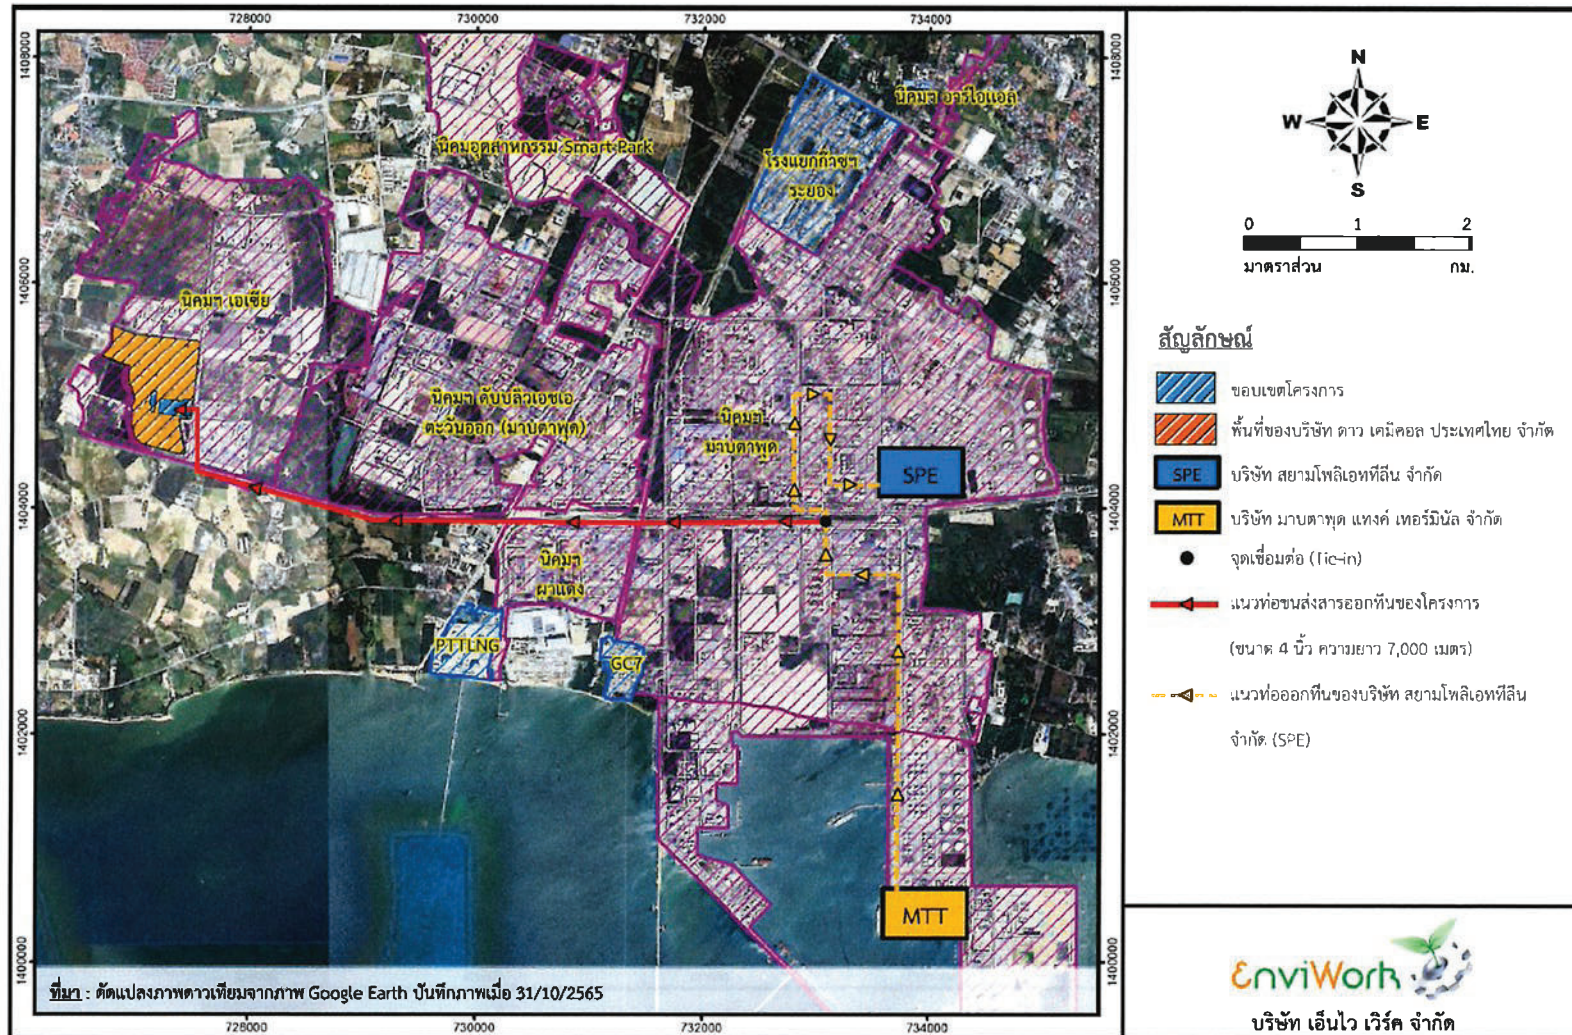 728000
730000
732000
734000
1408000
1408000
1406000
1406000
1404000
1404000
1402000
1402000
1400000
1400000
นิคมฯ อาร์ไอแอล
นิคมอุตสาหกรรม Smart Park
โรงแยกก๊าซฯ
ระยอง
นิคมฯ เอเซีย
นิคมฯ ดับบลิวเอชเอ
ตะวันออก (มาบตาพุด)
นิคมฯ
มาบตาพุด
SPE
นิคมฯ
ผาแดง
PTTLNG
GC7
MTT
ที่มา : ดัดแปลงภาพดาวเทียมจากภาพ Google Earth บันทึกภาพเมื่อ 31/10/2565
728000
730000
732000
734000
N
W
E
S
0 1 2
มาตราส่วน กม.
สัญลักษณ์
ขอบเขตโครงการ
พื้นที่ของบริษัท ดาว เคมิคอล ประเทศไทย จำกัด
SPE บริษัท สยามโพลิเอททีลีน จำกัด
MTT บริษัท มาบตาพุด แทงค์ เทอร์มินัล จำกัด
จุดเชื่อมต่อ (Tie-in)
แนวท่อขนส่งสารออกทีนของโครงการ
(ขนาด 4 นิ้ว ความยาว 7,000 เมตร)
แนวท่อออกทีนของบริษัท สยามโพลิเอททีลีน
จำกัด (SPE)
EnviWork
บริษัท เอ็นไว เวิร์ค จำกัด